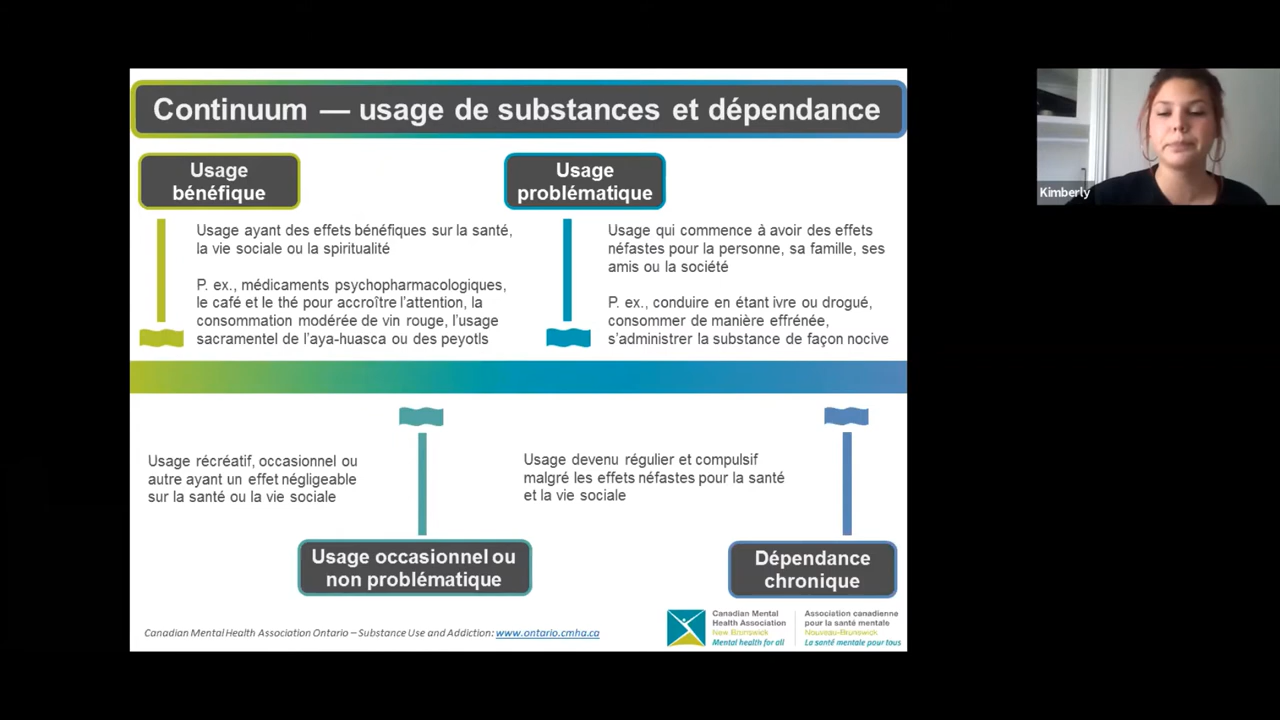 Continuum — usage de substances et dépendance
Usage
bénéfique
Usage ayant des effets bénéfiques sur la santé,
la vie sociale ou la spiritualité
P. ex., médicaments psychopharmacologiques,
le café et le thé pour accroître l’attention, la
consommation modérée de vin rouge, l’usage
sacramentel de l’aya-huasca ou des peyotls
Usage
problématique
Usage qui commence à avoir des effets
néfastes pour la personne, sa famille, ses
amis ou la société
P. ex., conduire en étant ivre ou drogué,
consommer de manière effrénée,
s’administrer la substance de façon nocive
Usage récréatif, occasionnel ou
autre ayant un effet négligeable
sur la santé ou la vie sociale
Usage occasionnel ou
non problématique
Usage devenu régulier et compulsif
malgré les effets néfastes pour la santé
et la vie sociale
Dépendance
chronique
Canadian Mental Health Association Ontario – Substance Use and Addiction: www.ontario.cmha.ca
Canadian Mental
Health Association
New Brunswick
Mental health for all
Association canadienne
pour la santé mentale
Nouveau-Brunswick
La santé mentale pour tous
Kimberly